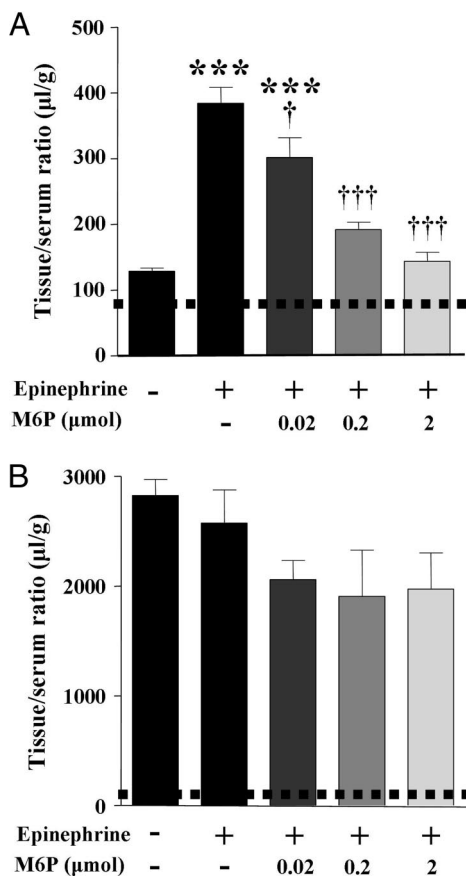 A
Tissue/serum ratio (µl/g)
500
400
300
200
100
0
***
***
†
†††
†††
Epinephrine - + + + +
M6P (µmol) - 0.02 0.2 2
B
Tissue/serum ratio (µl/g)
3000
2000
1000
0
Epinephrine - + + + +
M6P (µmol) - 0.02 0.2 2